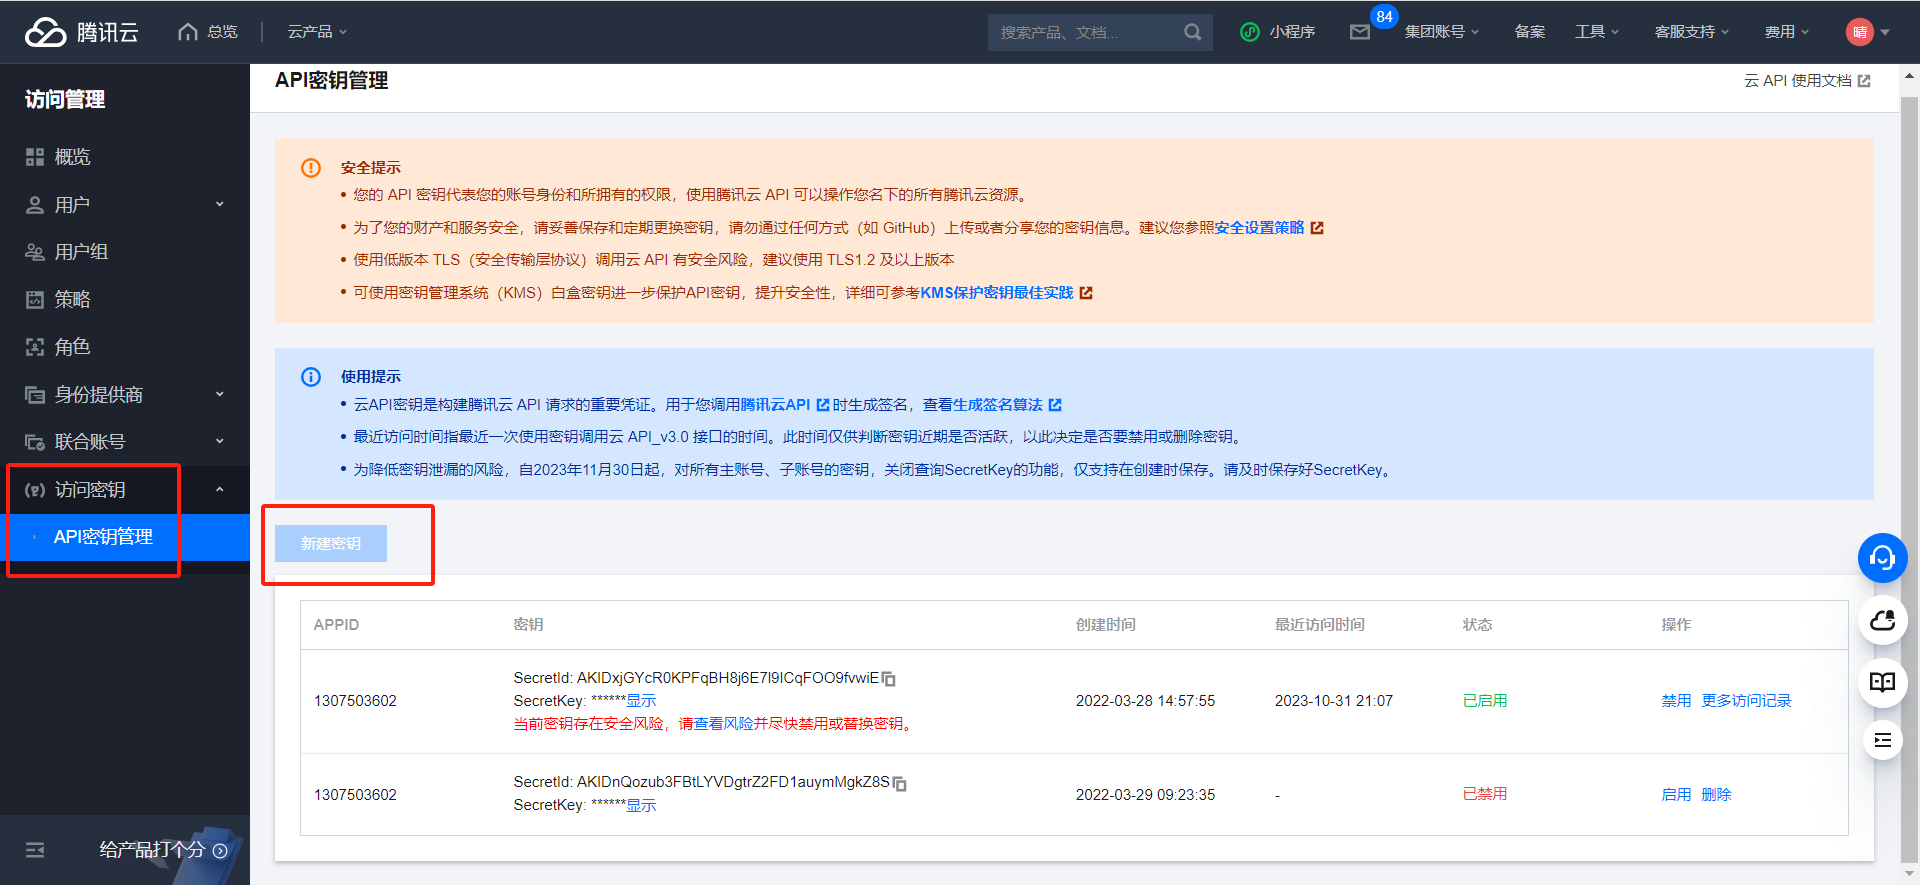 腾讯云 总览 云产品 搜索产品、文档... 小程序 84 集团账号 备案 工具 客服支持 费用 晴
访问管理
概览
用户
用户组
策略
角色
身份提供商
联合账号
访问密钥
API密钥管理
给产品打个分
API密钥管理 云 API 使用文档
安全提示
• 您的 API 密钥代表您的账号身份和所拥有的权限，使用腾讯云 API 可以操作您名下的所有腾讯云资源。
• 为了您的财产和服务安全，请妥善保存和定期更换密钥，请勿通过任何方式（如 GitHub）上传或者分享您的密钥信息。建议您参照安全设置策略
• 使用低版本 TLS（安全传输层协议）调用云 API 有安全风险，建议使用 TLS1.2 及以上版本
• 可使用密钥管理系统（KMS）白盒密钥进一步保护API密钥，提升安全性，详细可参考KMS保护密钥最佳实践
使用提示
• 云API密钥是构建腾讯云 API 请求的重要凭证。用于您调用腾讯云API 时生成签名，查看生成签名算法
• 最近访问时间指最近一次使用密钥调用云 API_v3.0 接口的时间。此时间仅供判断密钥近期是否活跃，以此决定是否要禁用或删除密钥。
• 为降低密钥泄漏的风险，自2023年11月30日起，对所有主账号、子账号的密钥，关闭查询SecretKey的功能，仅支持在创建时保存。请及时保存好SecretKey。
新建密钥
APPID 密钥 创建时间 最近访问时间 状态 操作
SecretId: AKIDxjGYcR0KPFqBH8j6E7I9ICqFOO9fvwiE
1307503602 SecretKey: ******显示 2022-03-28 14:57:55 2023-10-31 21:07 已启用 禁用 更多访问记录
当前密钥存在安全风险，请查看风险并尽快禁用或替换密钥。
SecretId: AKIDnQozub3FBtLYVDgtrZ2FD1auymMgkZ8S
1307503602 2022-03-29 09:23:35 - 已禁用 启用 删除
SecretKey: ******显示